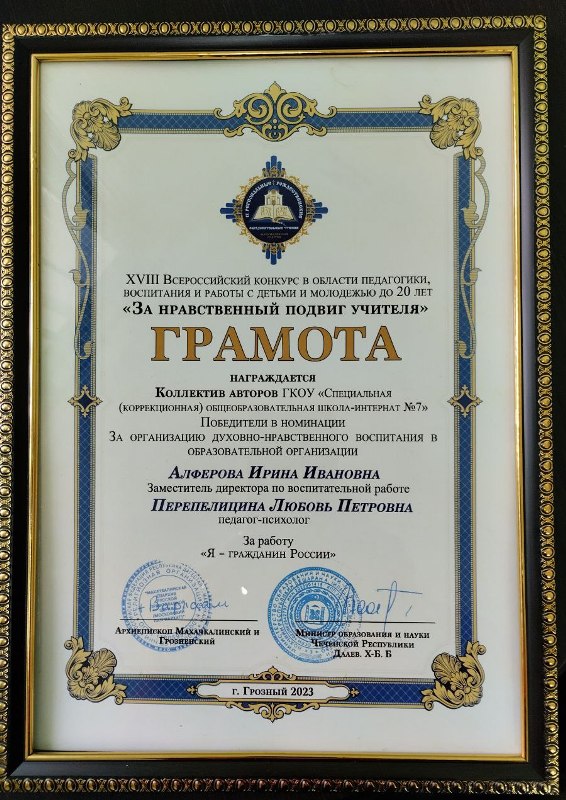 XVIII Всероссийский конкурс в области педагогики,
воспитания и работы с детьми и молодежью до 20 лет
«За нравственный подвиг учителя»
ГРАМОТА
награждается
Коллектив авторов ГКОУ «Специальная
(коррекционная) общеобразовательная школа-интернат №7»
Победители в номинации
За организацию духовно-нравственного воспитания в
образовательной организации
Алферова Ирина Ивановна
Заместитель директора по воспитательной работе
Перепелицина Любовь Петровна
педагог-психолог
За работу
«Я - гражданин России»
Архиепископ Махачкалинский и
Грозненский
Министр образования и науки
Чеченской Республики
Дааев. Х-Б. Б
г. Грозный 2023